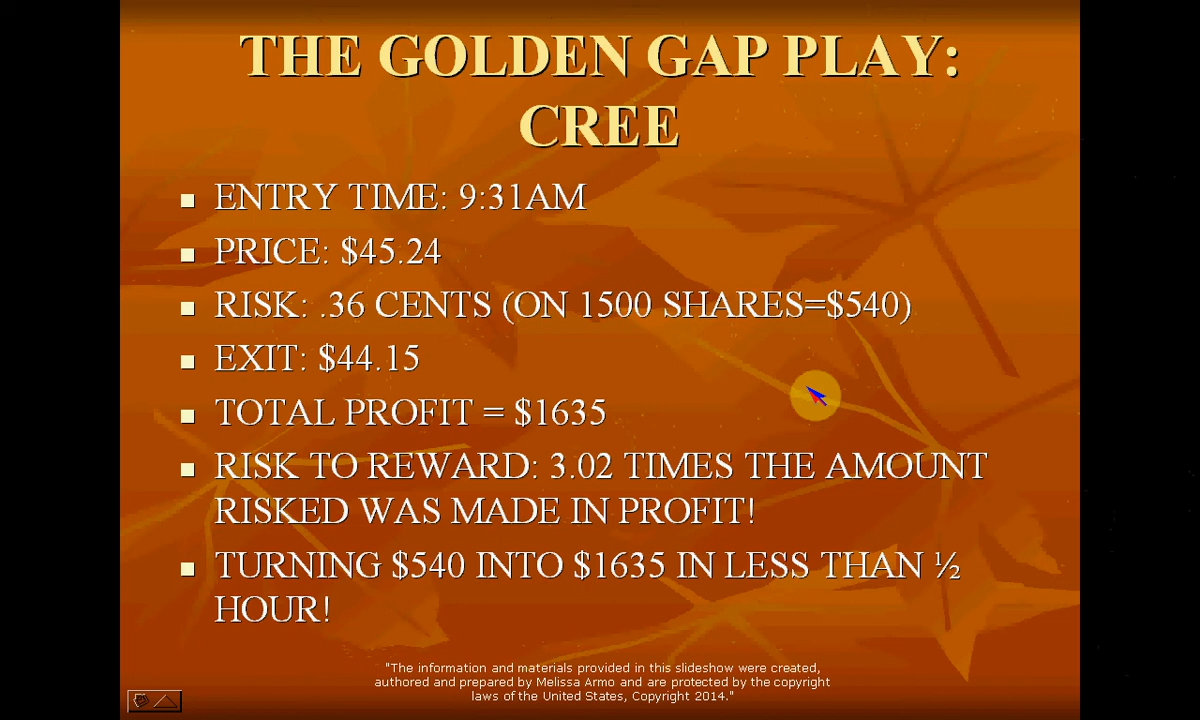 THE GOLDEN GAP PLAY:
CREE
ENTRY TIME: 9:31AM
PRICE: $45.24
RISK: .36 CENTS (ON 1500 SHARES=$540)
EXIT: $44.15
TOTAL PROFIT = $1635
RISK TO REWARD: 3.02 TIMES THE AMOUNT
RISKED WAS MADE IN PROFIT!
TURNING $540 INTO $1635 IN LESS THAN ½
HOUR!
"The information and materials provided in this slideshow were created,
authored and prepared by Melissa Armo and are protected by the copyright
laws of the United States, Copyright 2014."